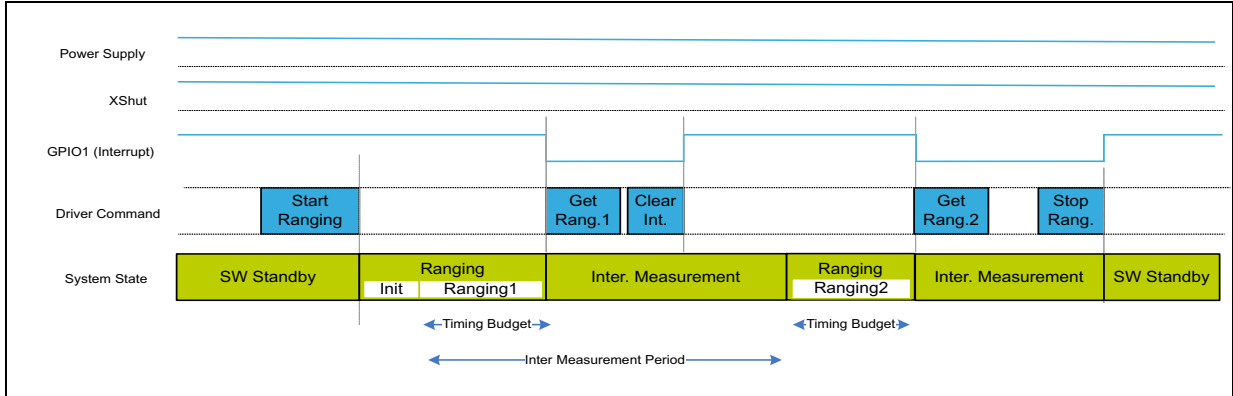 Power Supply
XShut
GPIO1 (Interrupt)
Driver Command
Start
Ranging
Get
Rang.1
Clear
Int.
Get
Rang.2
Stop
Rang.
System State
SW Standby
Ranging
Init
Ranging1
Inter. Measurement
Ranging
Ranging2
Inter. Measurement
SW Standby
Timing Budget
Timing Budget
Inter Measurement Period